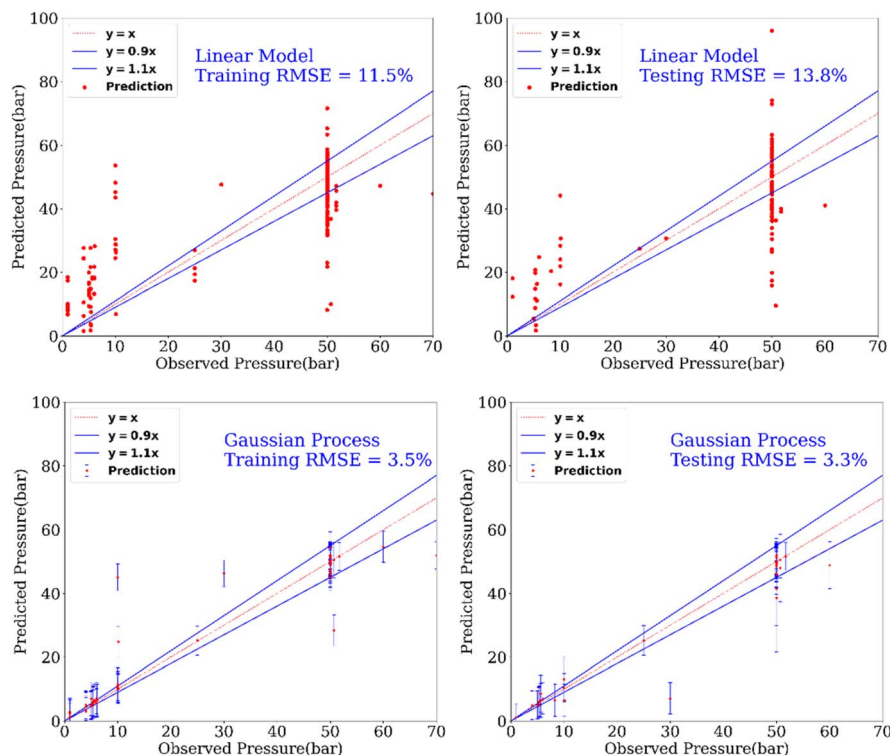 100
80
60
40
20
0
Predicted Pressure(bar)
y = x
y = 0.9x
y = 1.1x
Prediction
Linear Model
Training RMSE = 11.5%
0 10 20 30 40 50 60 70
Observed Pressure(bar)
100
80
60
40
20
0
Predicted Pressure(bar)
y = x
y = 0.9x
y = 1.1x
Prediction
Linear Model
Testing RMSE = 13.8%
0 10 20 30 40 50 60 70
Observed Pressure(bar)
100
80
60
40
20
0
Predicted Pressure(bar)
y = x
y = 0.9x
y = 1.1x
Prediction
Gaussian Process
Training RMSE = 3.5%
0 10 20 30 40 50 60 70
Observed Pressure(bar)
100
80
60
40
20
0
Predicted Pressure(bar)
y = x
y = 0.9x
y = 1.1x
Prediction
Gaussian Process
Testing RMSE = 3.3%
0 10 20 30 40 50 60 70
Observed Pressure(bar)